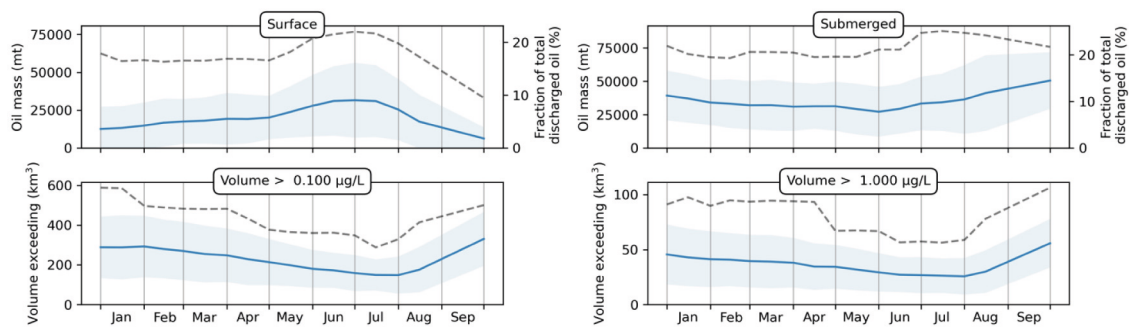 Surface
75000
50000
25000
0
Oil mass (mt)
20
10
0
Fraction of total
discharged oil (%)
Submerged
75000
50000
25000
0
Oil mass (mt)
20
10
0
Fraction of total
discharged oil (%)
Volume > 0.100 µg/L
600
400
200
0
Volume exceeding (km³)
Jan Feb Mar Apr May Jun Jul Aug Sep
Volume > 1.000 µg/L
100
50
0
Volume exceeding (km³)
Jan Feb Mar Apr May Jun Jul Aug Sep